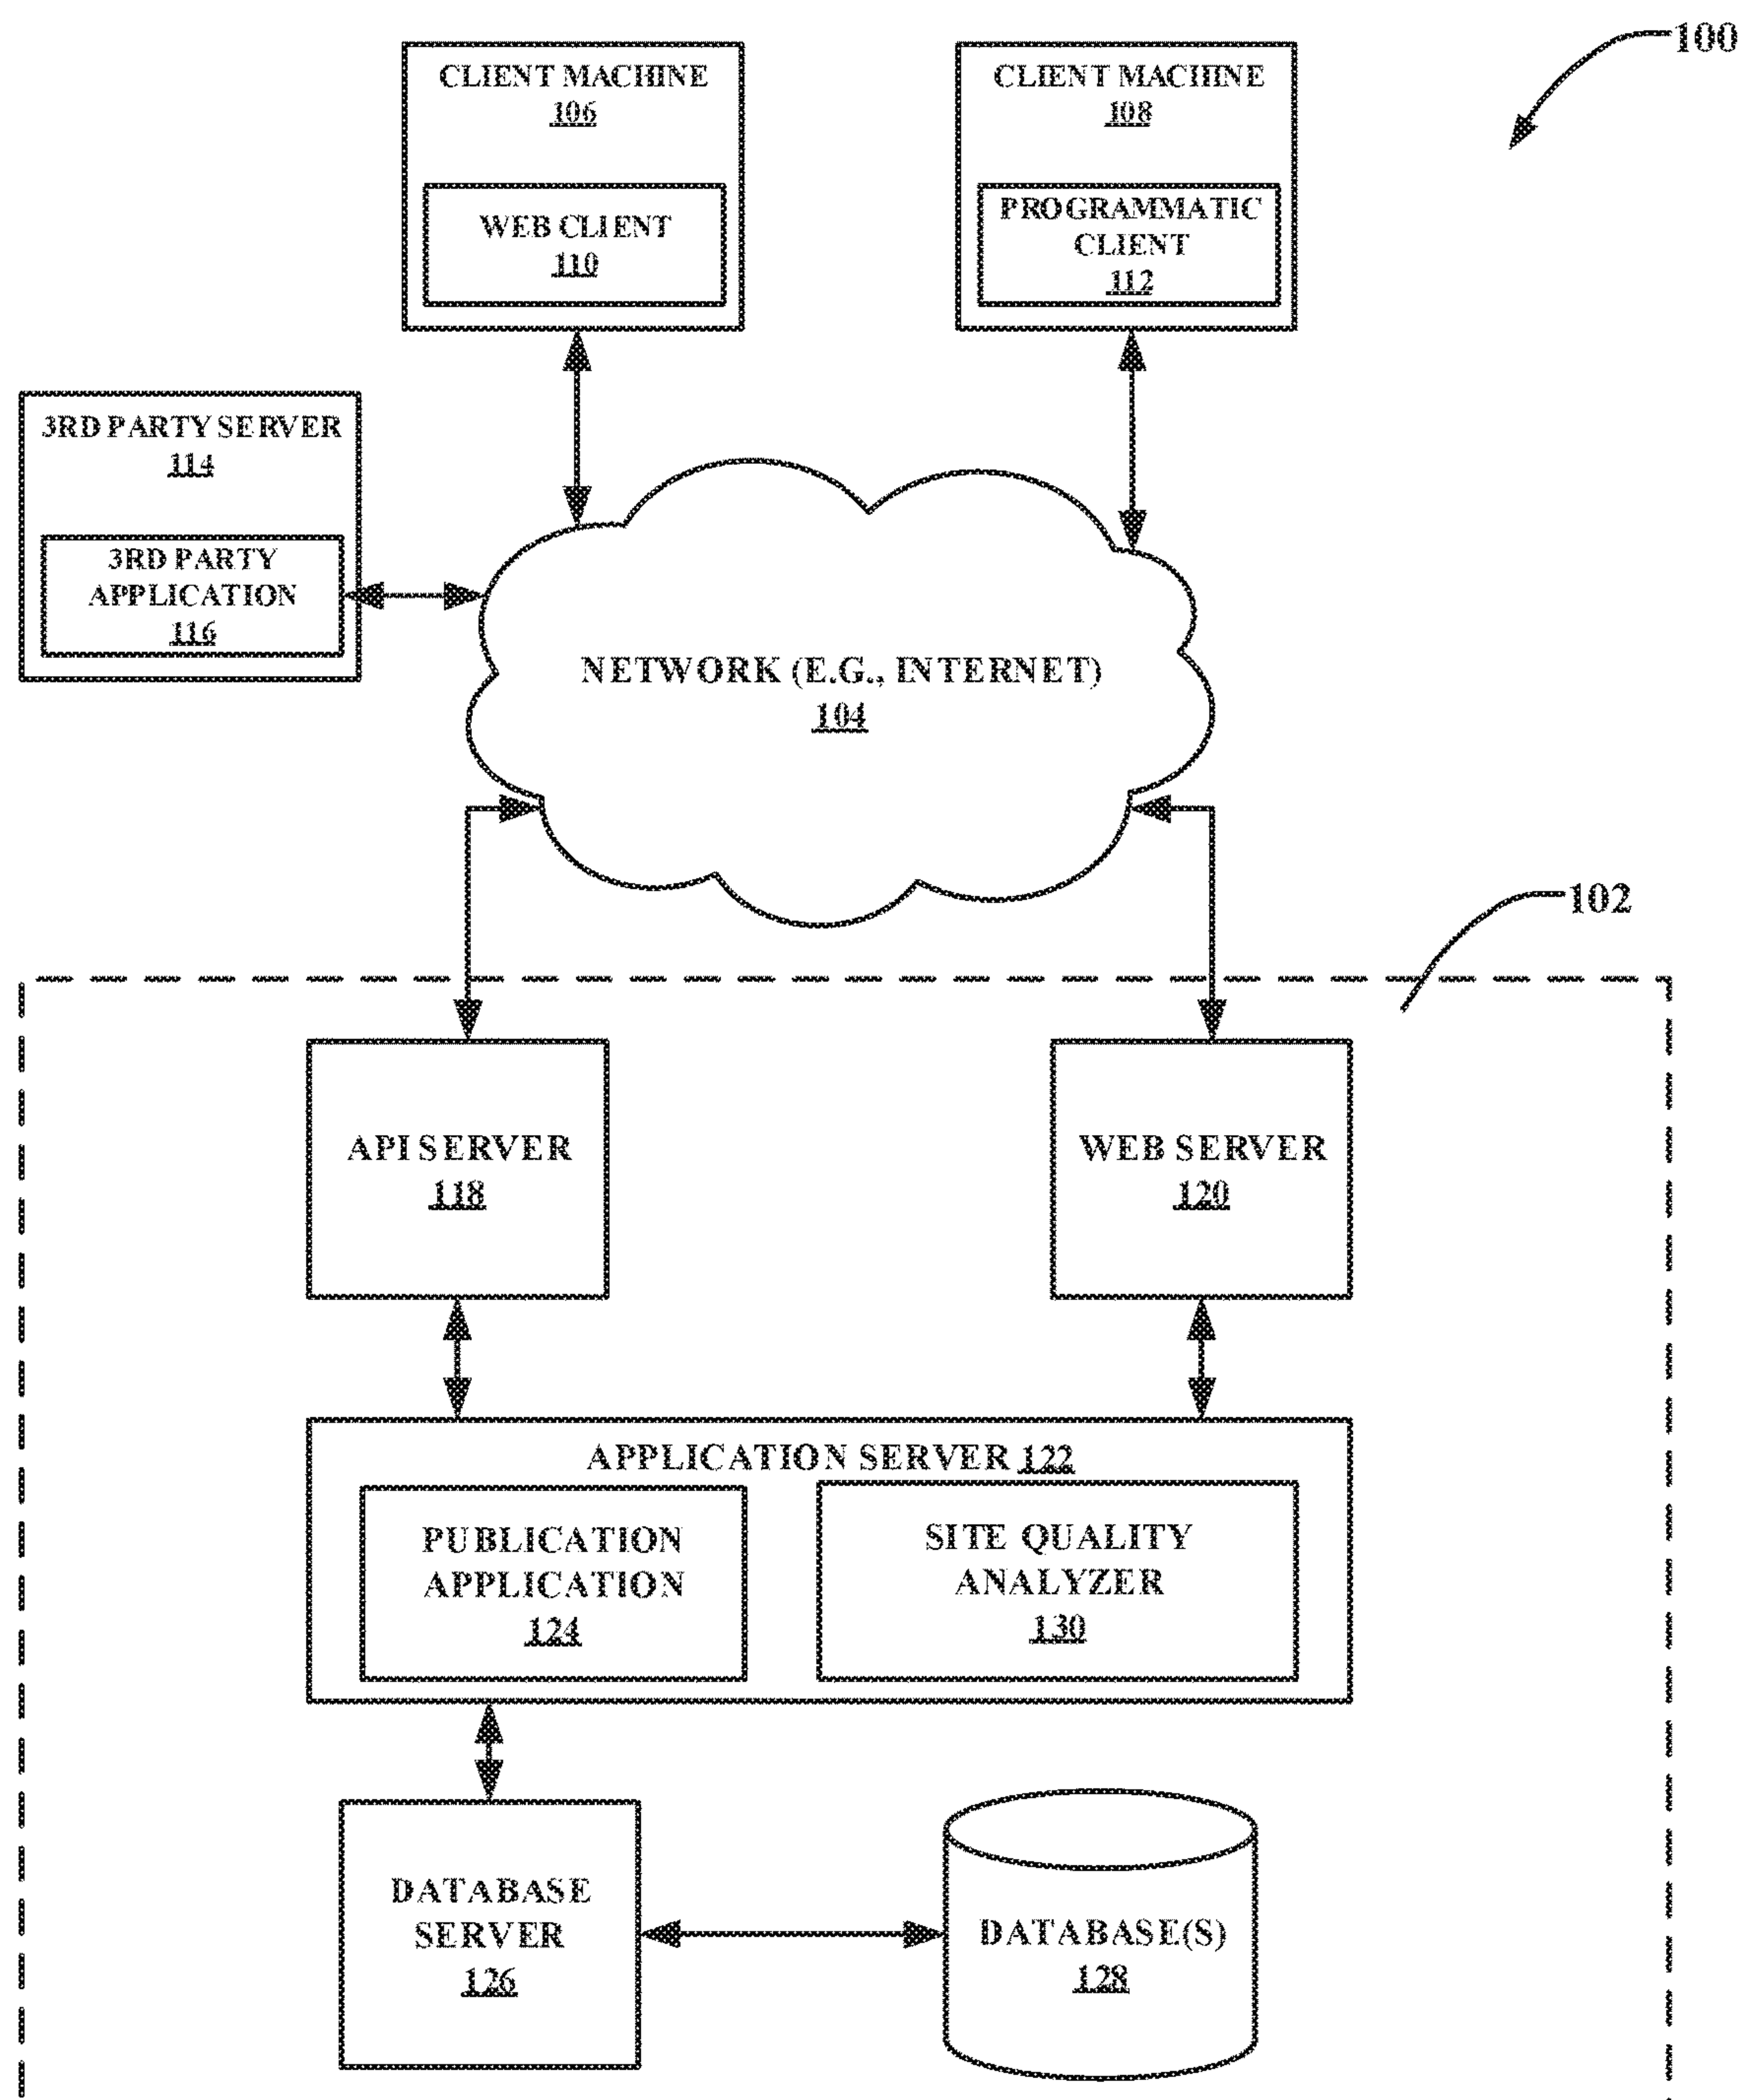 100
CLIENT MACHINE
106
WEB CLIENT
110
CLIENT MACHINE
108
PROGRAMMATIC
CLIENT
112
3RD PARTY SERVER
114
3RD PARTY
APPLICATION
116
NETWORK (E.G., INTERNET)
104
102
API SERVER
118
WEB SERVER
120
APPLICATION SERVER 122
PUBLICATION
APPLICATION
124
SITE QUALITY
ANALYZER
130
DATABASE
SERVER
126
DATABASE(S)
128